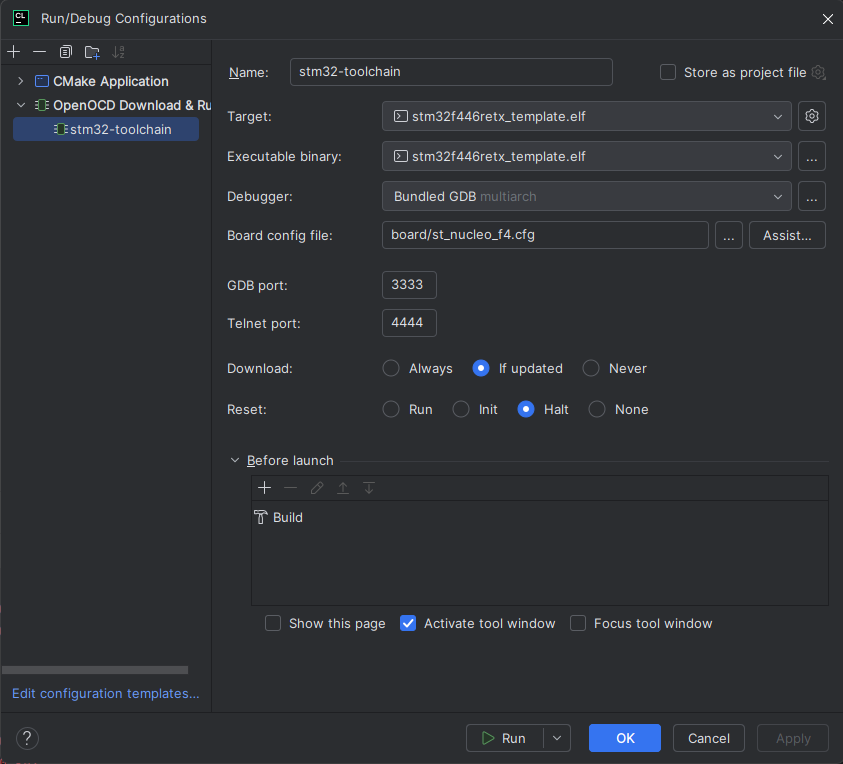 CL
Run/Debug Configurations
CMake Application
OpenOCD Download & Ru
stm32-toolchain
Edit configuration templates...
Name:
stm32-toolchain
Store as project file
Target:
stm32f446retx_template.elf
Executable binary:
stm32f446retx_template.elf
...
Debugger:
Bundled GDB multiarch
...
Board config file:
board/st_nucleo_f4.cfg
...
Assist...
GDB port:
3333
Telnet port:
4444
Download:
Always
If updated
Never
Reset:
Run
Init
Halt
None
Before launch
Build
Show this page
Activate tool window
Focus tool window
?
Run
OK
Cancel
Apply